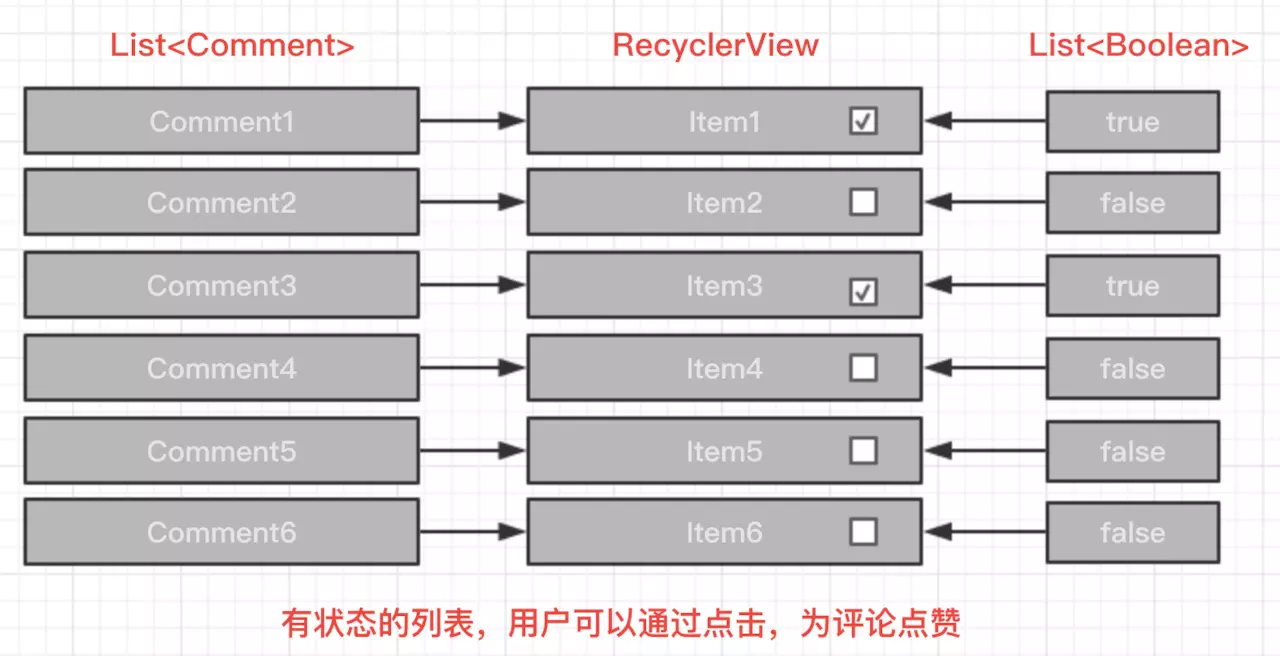 List<Comment> RecyclerView List<Boolean>
Comment1 Item1 true
Comment2 Item2 false
Comment3 Item3 true
Comment4 Item4 false
Comment5 Item5 false
Comment6 Item6 false
有状态的列表，用户可以通过点击，为评论点赞